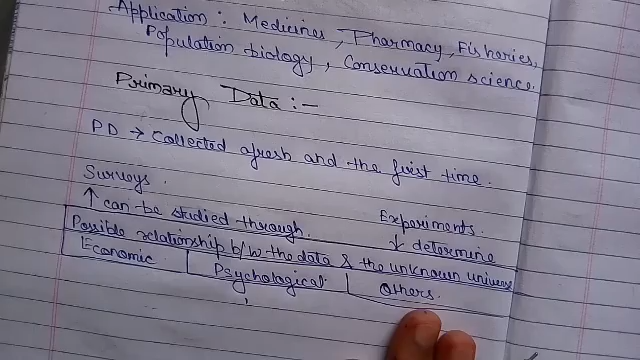 Application : Medicines, Pharmacy, Fisheries,
Population biology, Conservation science.
Primary Data :-
PD → Collected afresh and the first time.
Surveys.
↑ can be studied through.
Experiments.
↓ determine
Possible relationship b/w the data & the unknown universe
Economic
Psychological
Others.